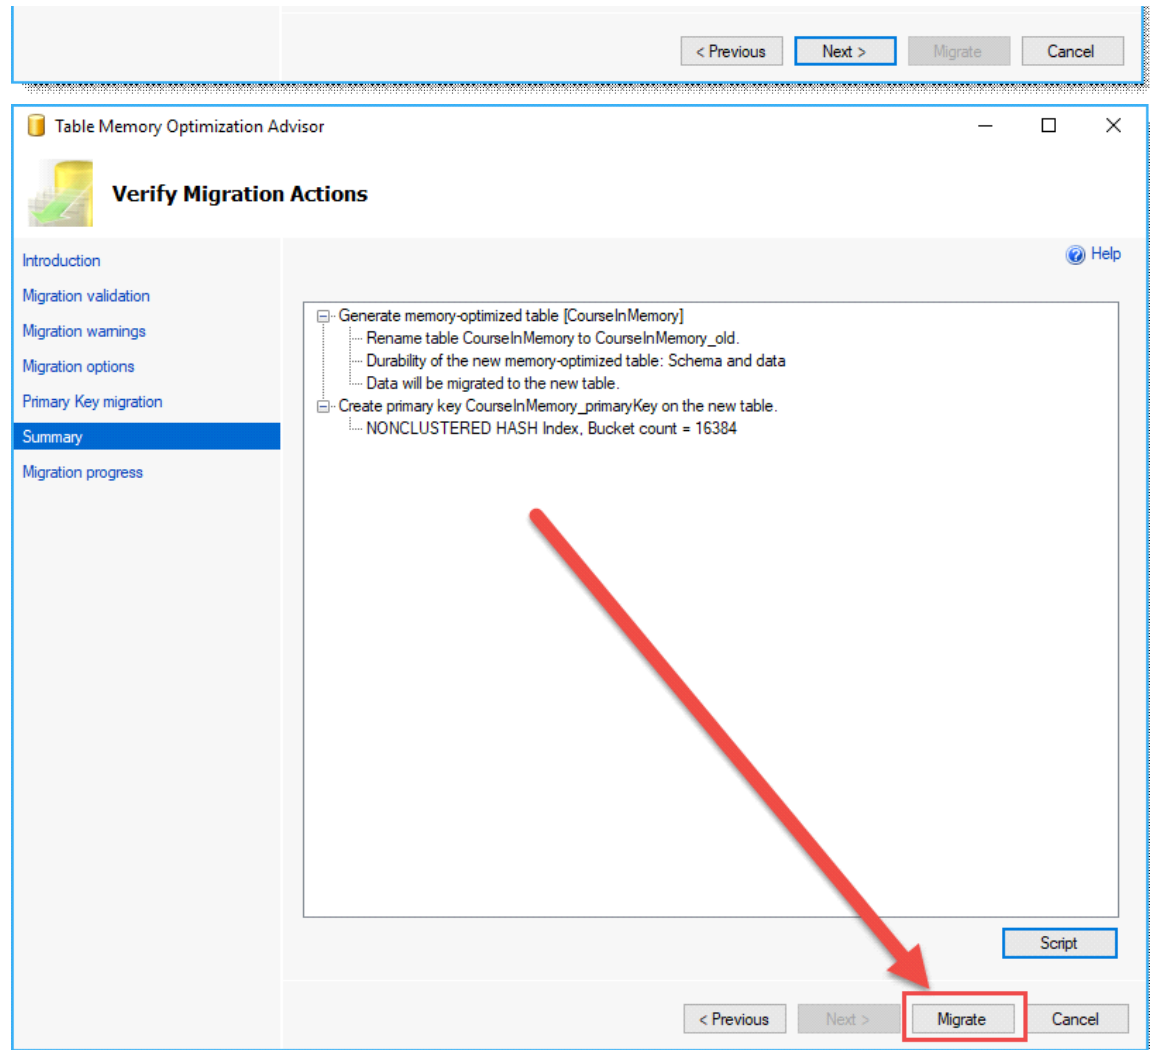 < Previous Next > Migrate Cancel
Table Memory Optimization Advisor
Verify Migration Actions
Help
Introduction
Migration validation
Migration warnings
Migration options
Primary Key migration
Summary
Migration progress
Generate memory-optimized table [CourseInMemory]
Rename table CourseInMemory to CourseInMemory_old.
Durability of the new memory-optimized table: Schema and data
Data will be migrated to the new table.
Create primary key CourseInMemory_primaryKey on the new table.
NONCLUSTERED HASH Index, Bucket count = 16384
Script
< Previous Next > Migrate Cancel